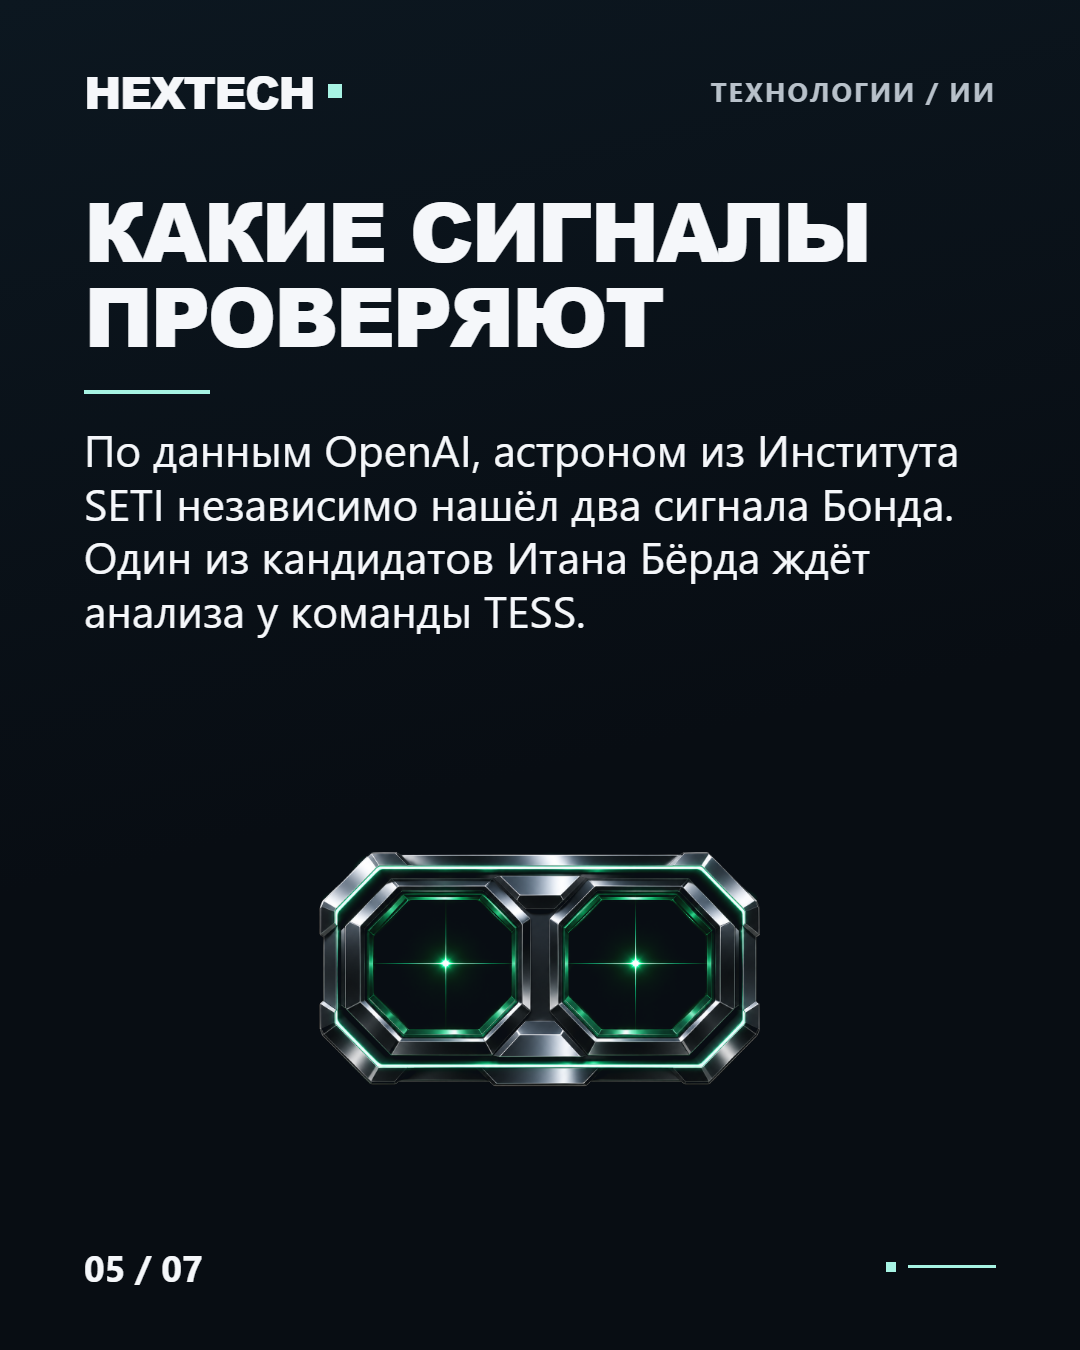 HEXTECH
ТЕХНОЛОГИИ / ИИ
КАКИЕ СИГНАЛЫ
ПРОВЕРЯЮТ
По данным OpenAI, астроном из Института
SETI независимо нашёл два сигнала Бонда.
Один из кандидатов Итана Бёрда ждёт
анализа у команды TESS.
05 / 07